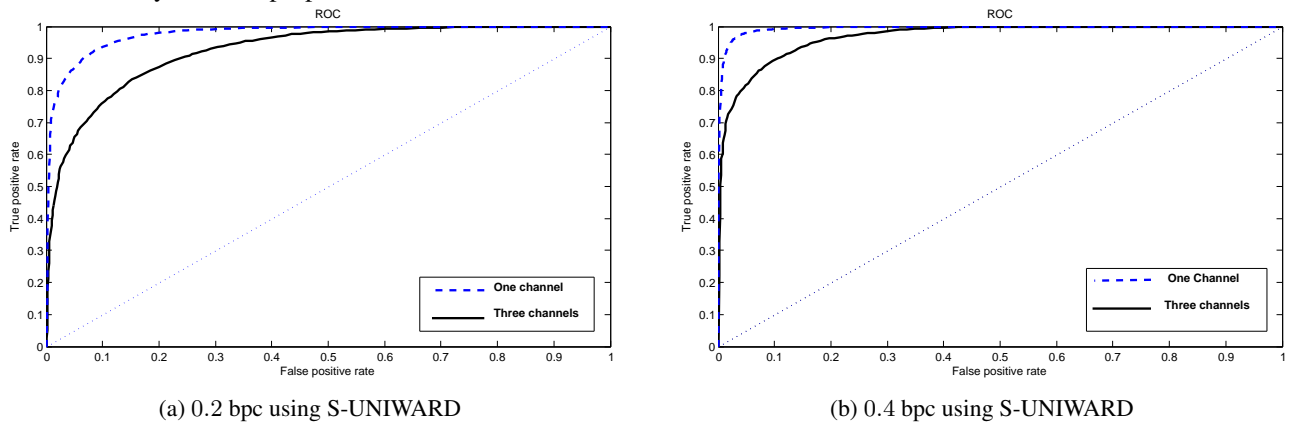 ROC
True positive rate
1
0.9
0.8
0.7
0.6
0.5
0.4
0.3
0.2
0.1
0
0 0.1 0.2 0.3 0.4 0.5 0.6 0.7 0.8 0.9 1
False positive rate
One channel
Three channels
(a) 0.2 bpc using S-UNIWARD
ROC
True positive rate
1
0.9
0.8
0.7
0.6
0.5
0.4
0.3
0.2
0.1
0
0 0.1 0.2 0.3 0.4 0.5 0.6 0.7 0.8 0.9 1
False positive rate
One Channel
Three channels
(b) 0.4 bpc using S-UNIWARD